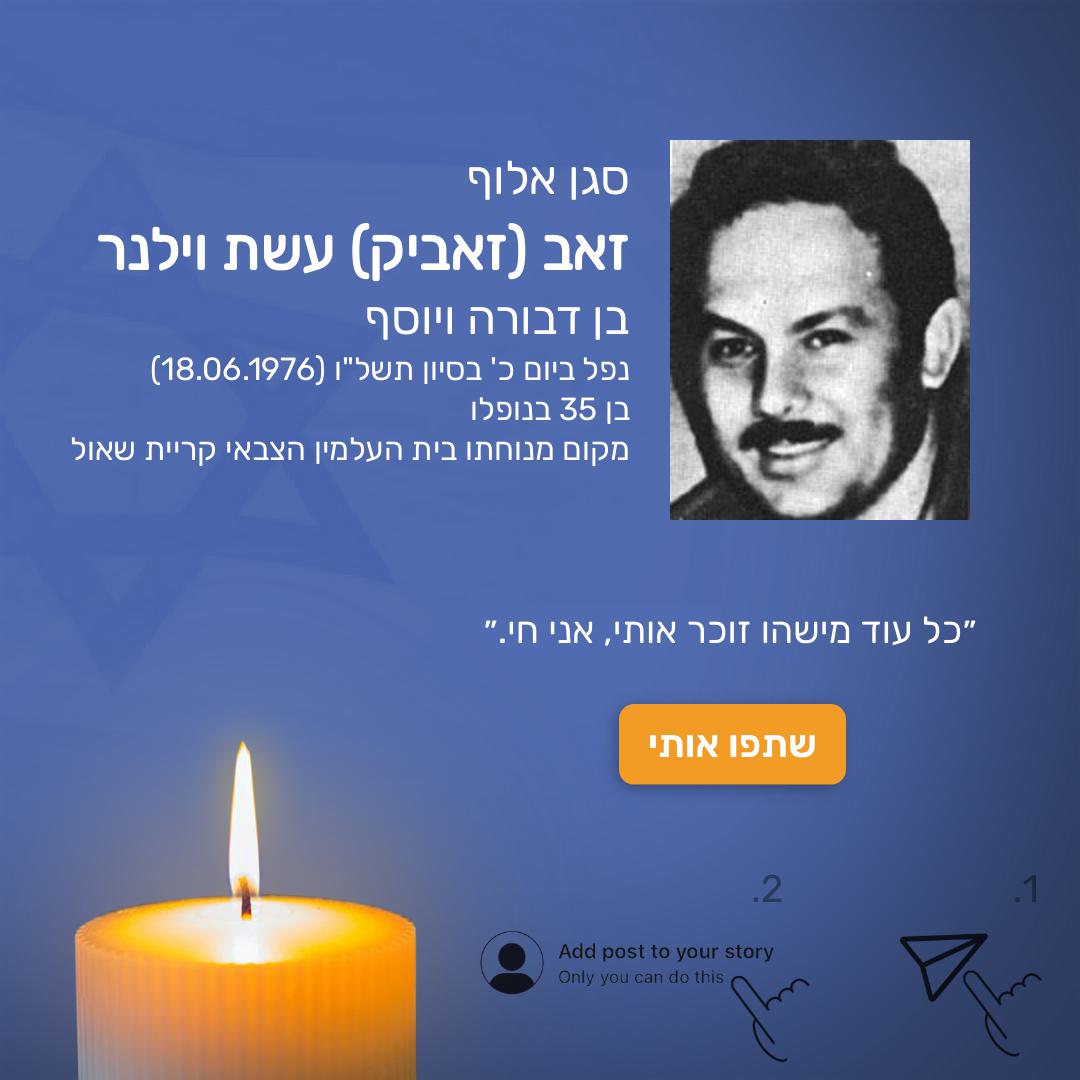 סגן אלוף
זאב (זאביק) עשת וילנר
בן דבורה ויוסף
נפל ביום כ' בסיון תשל"ו (18.06.1976)
בן 35 בנופלו
מקום מנוחתו בית העלמין הצבאי קריית שאול
״כל עוד מישהו זוכר אותי, אני חי.״
שתפו אותי
1.
2.
Add post to your story
Only you can do this